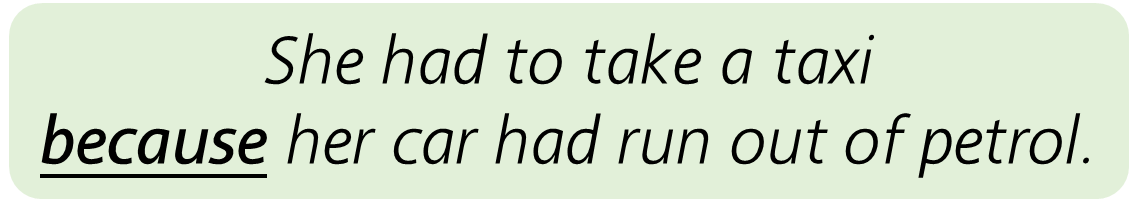 She had to take a taxi
because her car had run out of petrol.